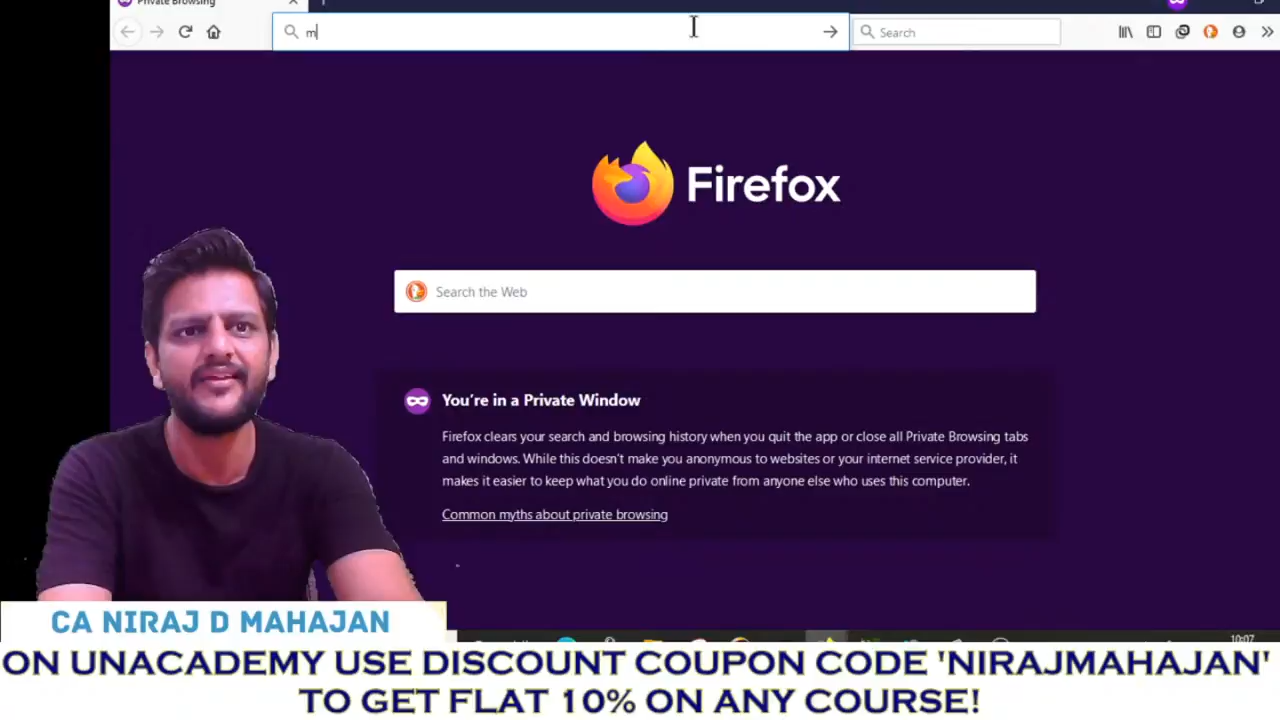 Private Browsing
m
Search
Firefox
Search the Web
You're in a Private Window
Firefox clears your search and browsing history when you quit the app or close all Private Browsing tabs
and windows. While this doesn't make you anonymous to websites or your internet service provider, it
makes it easier to keep what you do online private from anyone else who uses this computer.
Common myths about private browsing
10:07
CA NIRAJ D MAHAJAN
ON UNACADEMY USE DISCOUNT COUPON CODE 'NIRAJMAHAJAN'
TO GET FLAT 10% ON ANY COURSE!